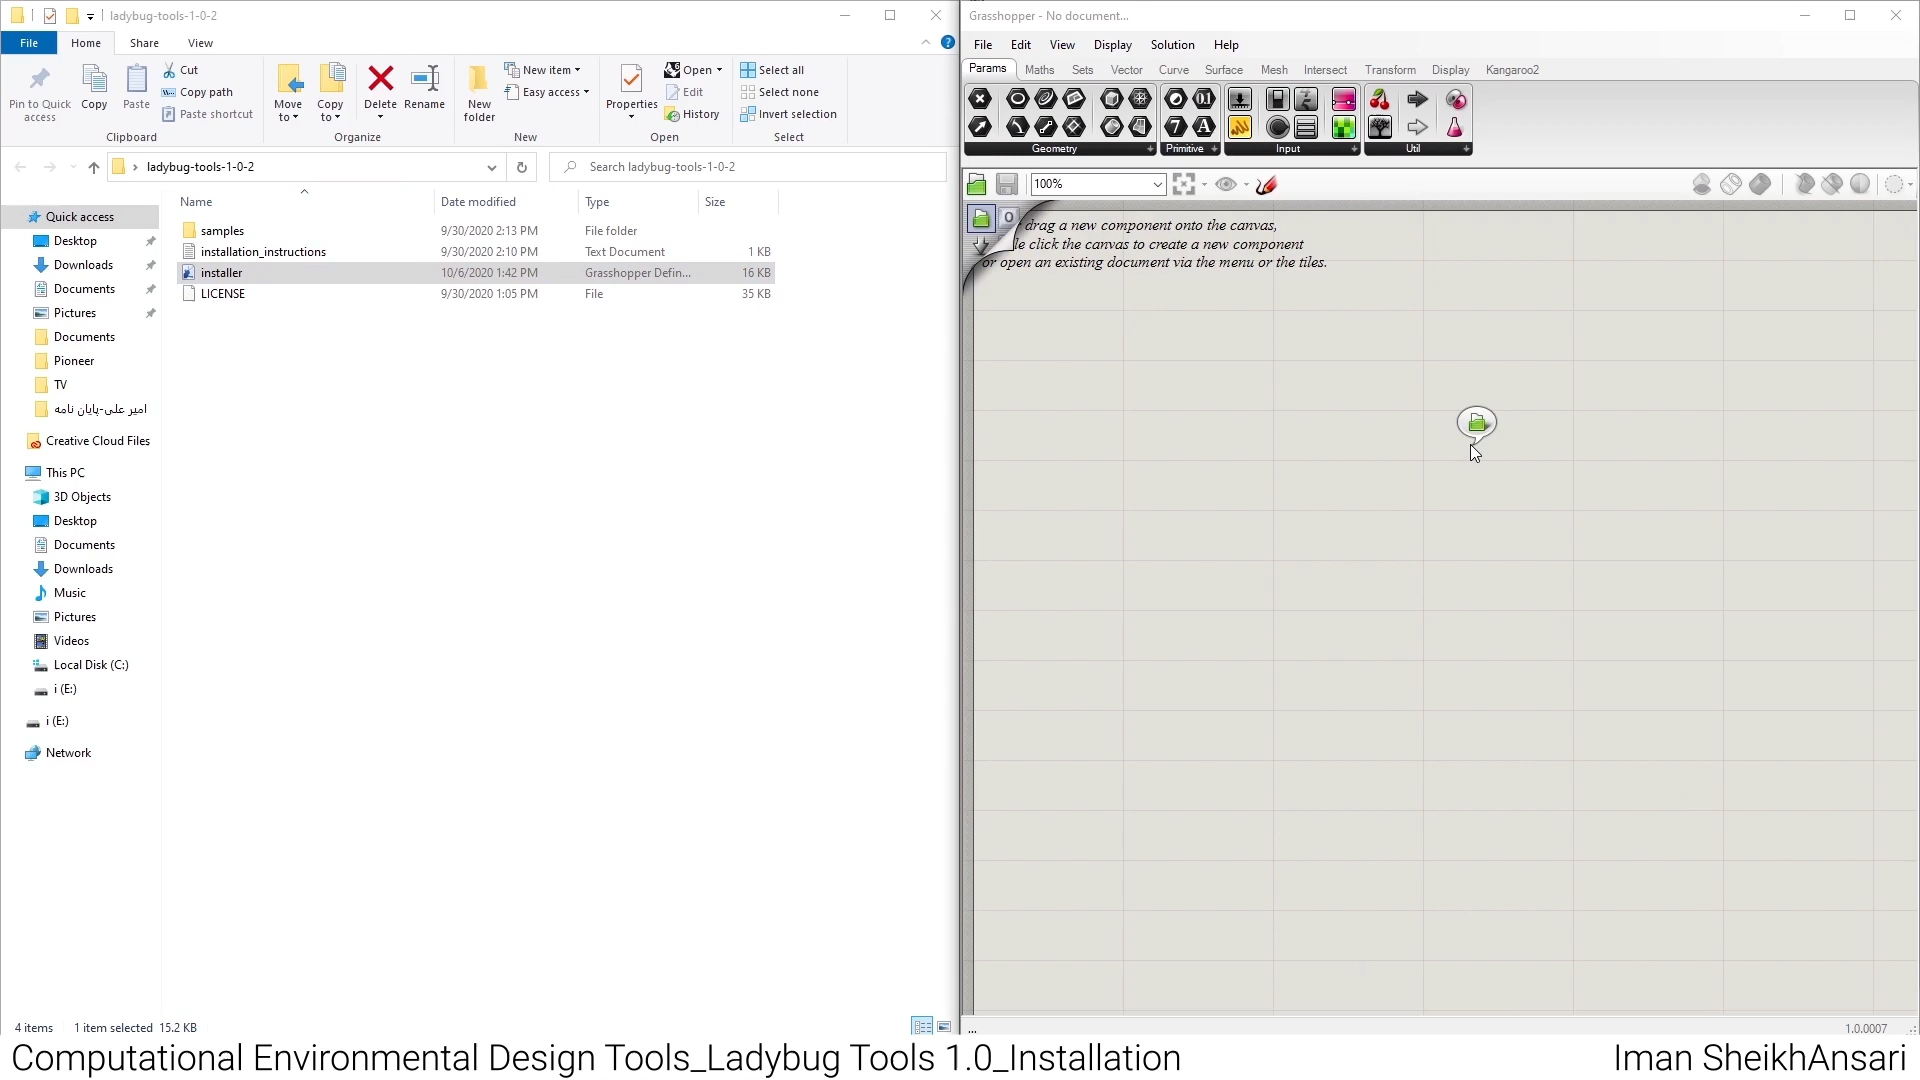 ladybug-tools-1-0-2
File Home Share View
Pin to Quick access
Copy
Paste
Cut
Copy path
Paste shortcut
Clipboard
Move to
Copy to
Delete
Rename
Organize
New folder
New item
Easy access
New
Properties
Open
Edit
History
Open
Select all
Select none
Invert selection
Select
ladybug-tools-1-0-2
Search ladybug-tools-1-0-2
Quick access
Desktop
Downloads
Documents
Pictures
Documents
Pioneer
TV
امیر علی-پایان نامه
Creative Cloud Files
This PC
3D Objects
Desktop
Documents
Downloads
Music
Pictures
Videos
Local Disk (C:)
i (E:)
i (E:)
Network
Name Date modified Type Size
samples 9/30/2020 2:13 PM File folder
installation_instructions 9/30/2020 2:10 PM Text Document 1 KB
installer 10/6/2020 1:42 PM Grasshopper Defin... 16 KB
LICENSE 9/30/2020 1:05 PM File 35 KB
4 items 1 item selected 15.2 KB
Grasshopper - No document...
File Edit View Display Solution Help
Params Maths Sets Vector Curve Surface Mesh Intersect Transform Display Kangaroo2
Geometry Primitive Input Util
100%
0
drag a new component onto the canvas,
le click the canvas to create a new component
or open an existing document via the menu or the tiles.
...
1.0.0007
Computational Environmental Design Tools_Ladybug Tools 1.0_Installation
Iman SheikhAnsari